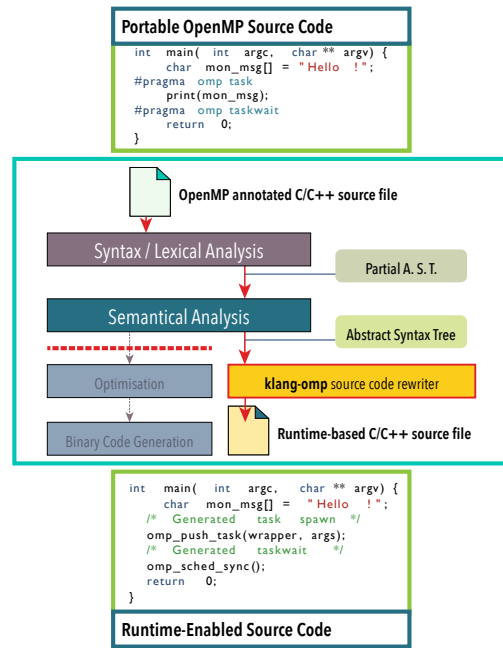 Portable OpenMP Source Code
int main( int argc, char ** argv) {
char mon_msg[] = "Hello !";
#pragma omp task
print(mon_msg);
#pragma omp taskwait
return 0;
}
OpenMP annotated C/C++ source file
Syntax / Lexical Analysis
Partial A. S. T.
Semantical Analysis
Abstract Syntax Tree
Optimisation
klang-omp source code rewriter
Binary Code Generation
Runtime-based C/C++ source file
int main( int argc, char ** argv) {
char mon_msg[] = "Hello !";
/* Generated task spawn */
omp_push_task(wrapper, args);
/* Generated taskwait */
omp_sched_sync();
return 0;
}
Runtime-Enabled Source Code